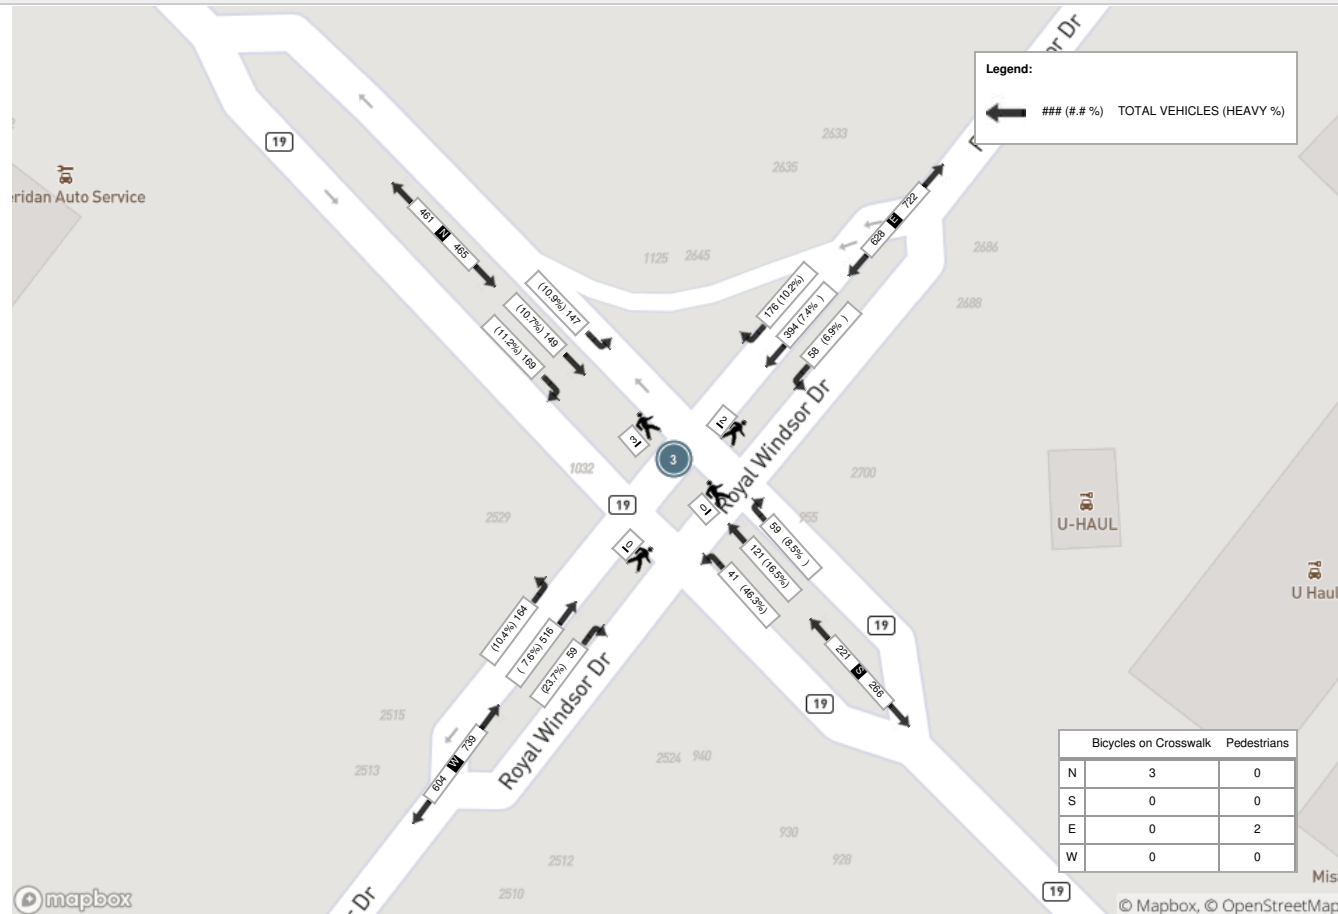 or Dr
Legend:
### (#.# %) TOTAL VEHICLES (HEAVY %)
19
2633
2635
eridan Auto Service
461 N 465
628 E 722
1125
2645
2686
2688
(10.9%) 147
(10.7%) 149
(11.2%) 169
176 (10.2%)
394 (7.4% )
58 (6.9% )
3
2
3
0
0
Royal Windsor Dr
1032
19
2529
2700
955
U-HAUL
U Haul
59 (8.5% )
121 (16.5%)
41 (46.3%)
(10.4%) 164
( 7.6%) 516
(23.7%) 59
19
221 S 266
19
Royal Windsor Dr
2515
2513
604 W 739
2524
940
930
928
2512
2510
Bicycles on Crosswalk Pedestrians
N 3 0
S 0 0
E 0 2
W 0 0
Mis
19
r Dr
mapbox
© Mapbox, © OpenStreetMap